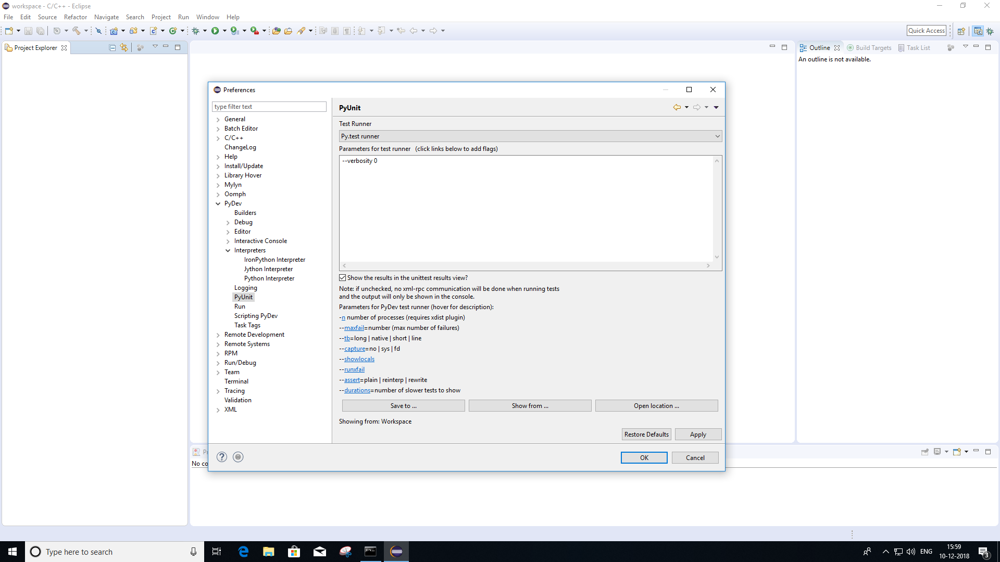 workspace - C/C++ - Eclipse
File Edit Source Refactor Navigate Search Project Run Window Help
Quick Access
Project Explorer
Outline Build Targets Task List
An outline is not available.
Preferences
type filter text
General
Batch Editor
C/C++
ChangeLog
Help
Install/Update
Library Hover
Mylyn
Oomph
PyDev
Builders
Debug
Editor
Interactive Console
Interpreters
IronPython Interpreter
Jython Interpreter
Python Interpreter
Logging
PyUnit
Run
Scripting PyDev
Task Tags
Remote Development
Remote Systems
RPM
Run/Debug
Team
Terminal
Tracing
Validation
XML
PyUnit
Test Runner
Py.test runner
Parameters for test runner (click links below to add flags)
--verbosity 0
Show the results in the unittest results view?
Note: if unchecked, no xml-rpc communication will be done when running tests
and the output will only be shown in the console.
Parameters for PyDev test runner (hover for description):
-n number of processes (requires xdist plugin)
--maxfail=number (max number of failures)
--tb=long | native | short | line
--capture=no | sys | fd
--showlocals
--runxfail
--assert=plain | reinterp | rewrite
--durations=number of slower tests to show
Save to ... Show from ... Open location ...
Showing from: Workspace
Restore Defaults Apply
OK Cancel
No co
Type here to search
ENG
15:59
10-12-2018
3